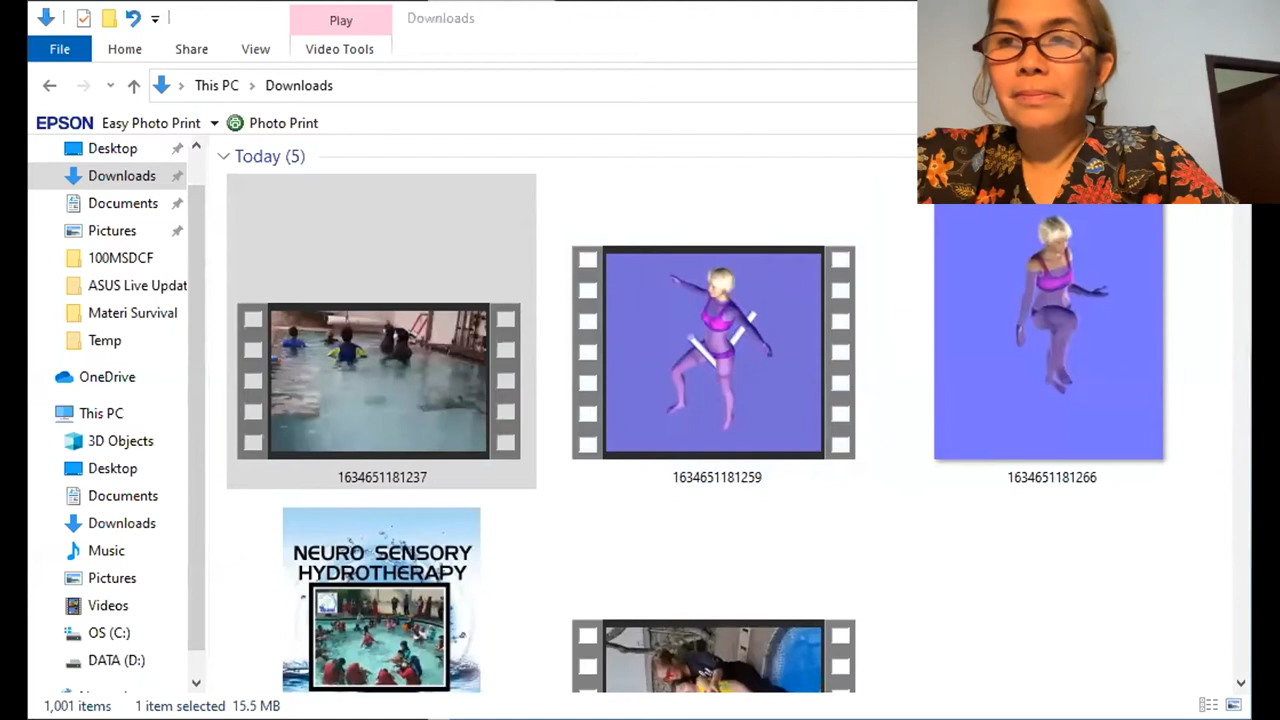 Play
Downloads
File
Home
Share
View
Video Tools
This PC
Downloads
EPSON Easy Photo Print
Photo Print
Desktop
Downloads
Documents
Pictures
100MSDCF
ASUS Live Updat
Materi Survival
Temp
OneDrive
This PC
3D Objects
Desktop
Documents
Downloads
Music
Pictures
Videos
OS (C:)
DATA (D:)
Today (5)
1634651181237
1634651181259
1634651181266
NEURO SENSORY
HYDROTHERAPY
1,001 items
1 item selected 15.5 MB